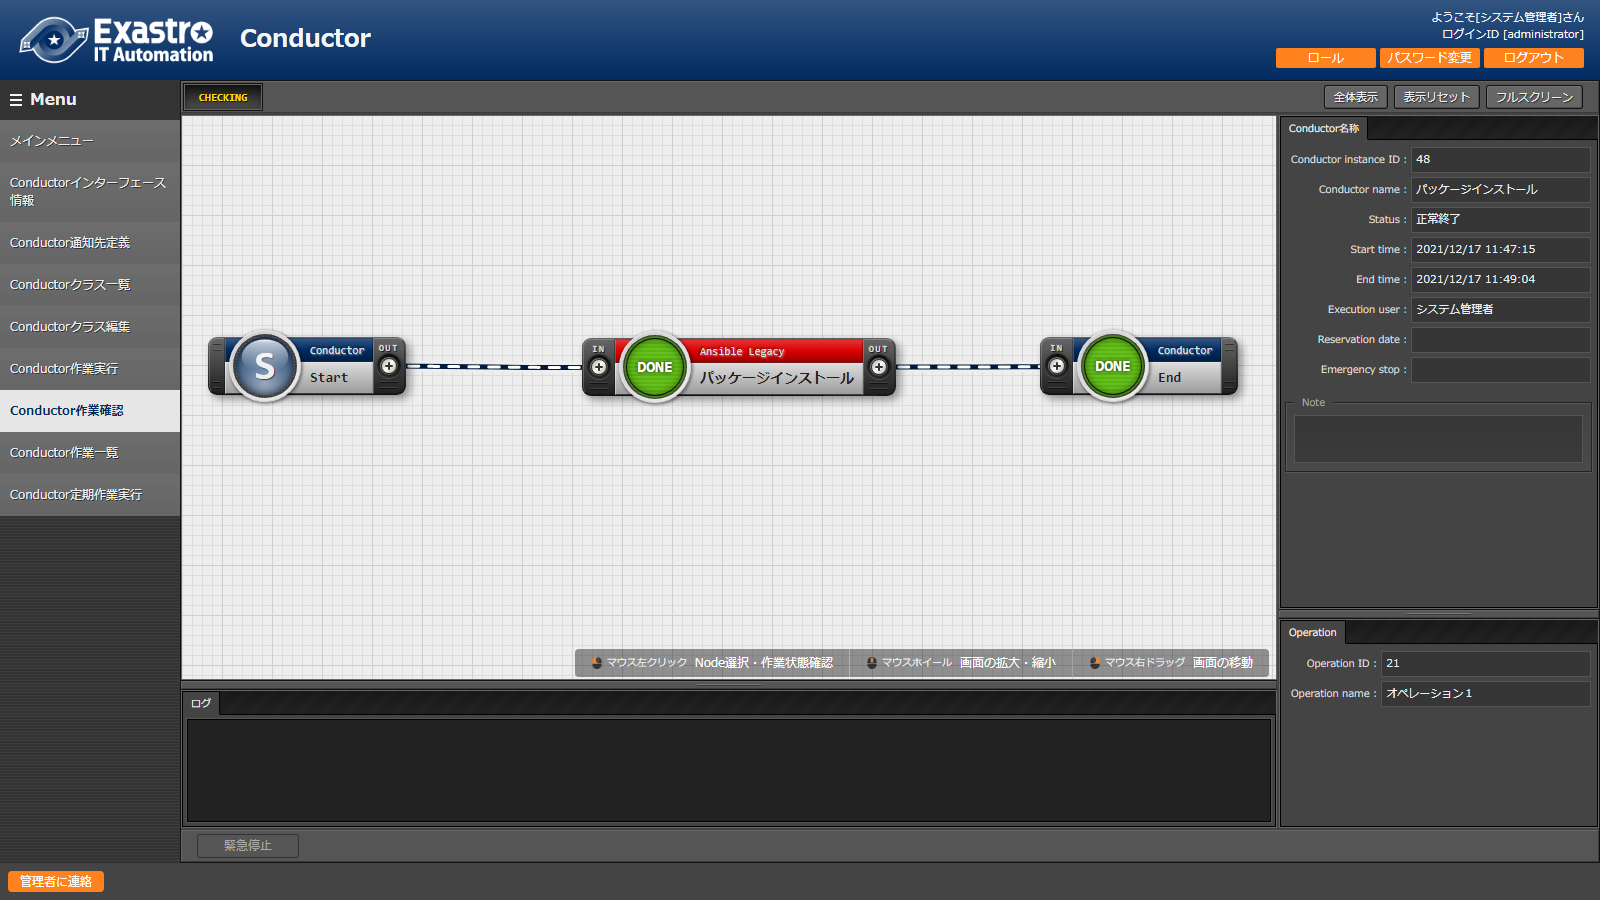 Exastro
IT Automation
Conductor
ようこそ[システム管理者]さん
ログインID [administrator]
ロール
パスワード変更
ログアウト
Menu
メインメニュー
Conductorインターフェース
情報
Conductor通知先定義
Conductorクラス一覧
Conductorクラス編集
Conductor作業実行
Conductor作業確認
Conductor作業一覧
Conductor定期作業実行
CHECKING
全体表示
表示リセット
フルスクリーン
S
Conductor
Start
OUT
IN
DONE
Ansible Legacy
パッケージインストール
OUT
IN
DONE
Conductor
End
マウス左クリック Node選択・作業状態確認
マウスホイール 画面の拡大・縮小
マウス右ドラッグ 画面の移動
ログ
緊急停止
管理者に連絡
Conductor名称
Conductor instance ID : 48
Conductor name : パッケージインストール
Status : 正常終了
Start time : 2021/12/17 11:47:15
End time : 2021/12/17 11:49:04
Execution user : システム管理者
Reservation date :
Emergency stop :
Note
Operation
Operation ID : 21
Operation name : オペレーション1